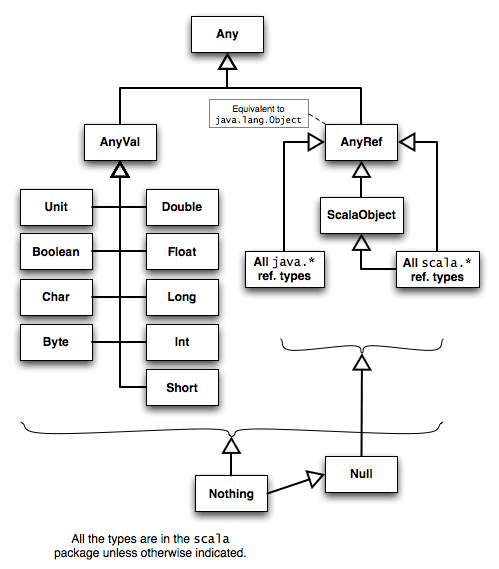 Any
Equivalent to
java.lang.Object
AnyVal
AnyRef
Unit
Double
ScalaObject
Boolean
Float
All java.*
ref. types
All scala.*
ref. types
Char
Long
Byte
Int
Short
Nothing
Null
All the types are in the scala
package unless otherwise indicated.